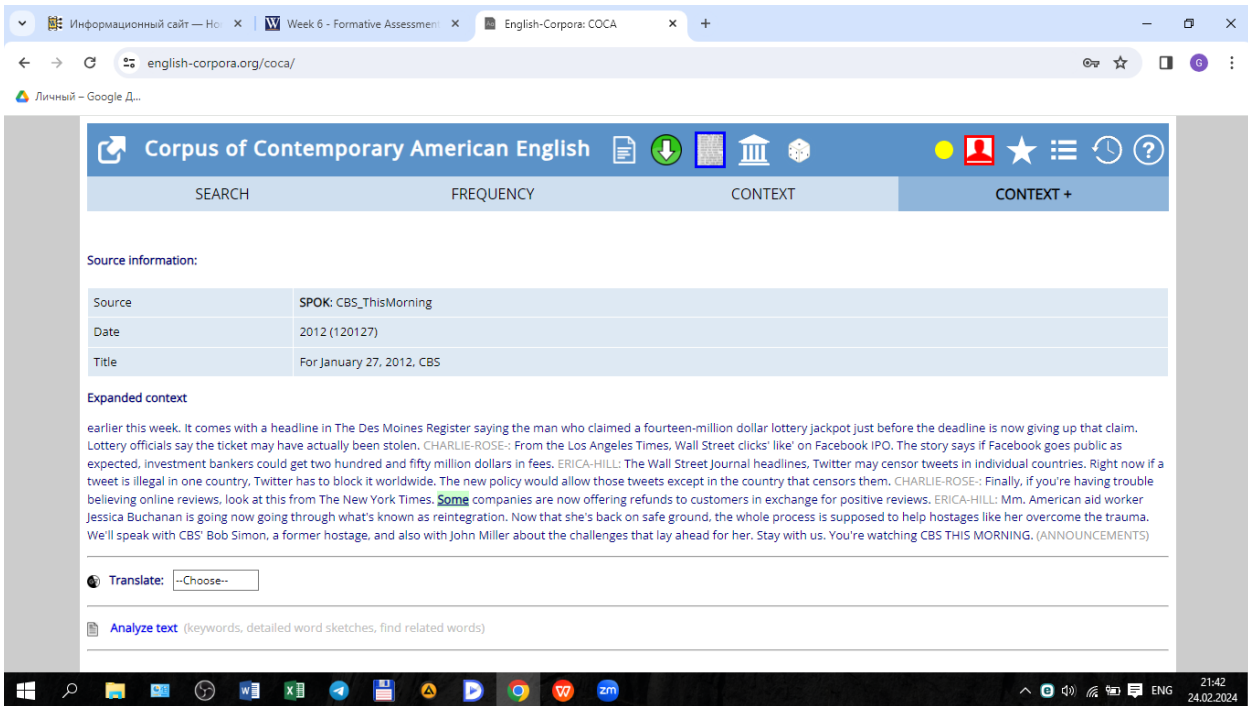 Информационный сайт — Но
Week 6 - Formative Assessment
English-Corpora: COCA
english-corpora.org/coca/
G
Личный – Google Д...
Corpus of Contemporary American English
SEARCH FREQUENCY CONTEXT CONTEXT +
Source information:
Source SPOK: CBS_ThisMorning
Date 2012 (120127)
Title For January 27, 2012, CBS
Expanded context
earlier this week. It comes with a headline in The Des Moines Register saying the man who claimed a fourteen-million dollar lottery jackpot just before the deadline is now giving up that claim.
Lottery officials say the ticket may have actually been stolen. CHARLIE-ROSE-: From the Los Angeles Times, Wall Street clicks' like' on Facebook IPO. The story says if Facebook goes public as
expected, investment bankers could get two hundred and fifty million dollars in fees. ERICA-HILL: The Wall Street Journal headlines, Twitter may censor tweets in individual countries. Right now if a
tweet is illegal in one country, Twitter has to block it worldwide. The new policy would allow those tweets except in the country that censors them. CHARLIE-ROSE-: Finally, if you're having trouble
believing online reviews, look at this from The New York Times. Some companies are now offering refunds to customers in exchange for positive reviews. ERICA-HILL: Mm. American aid worker
Jessica Buchanan is going now going through what's known as reintegration. Now that she's back on safe ground, the whole process is supposed to help hostages like her overcome the trauma.
We'll speak with CBS' Bob Simon, a former hostage, and also with John Miller about the challenges that lay ahead for her. Stay with us. You're watching CBS THIS MORNING. (ANNOUNCEMENTS)
Translate: --Choose--
Analyze text (keywords, detailed word sketches, find related words)
zm
ENG
21:42
24.02.2024